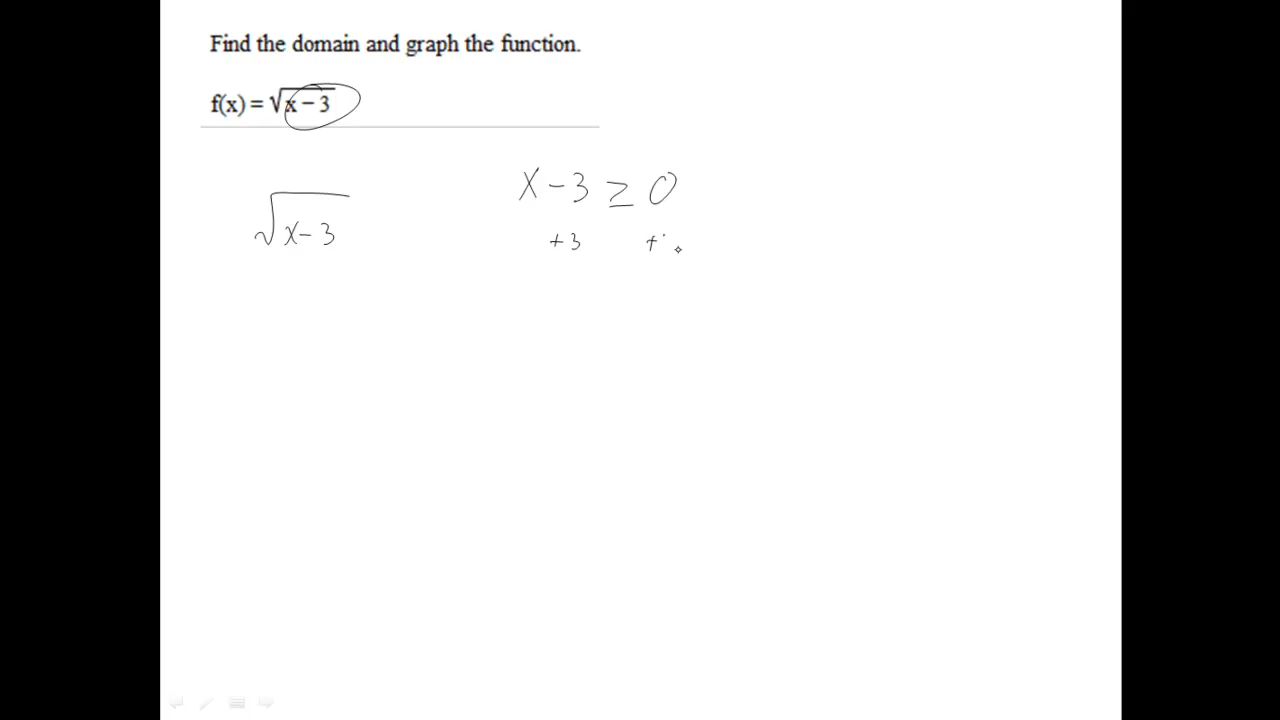 Find the domain and graph the function.
f(x) = √x − 3
√x − 3
x − 3 ≥ 0
+3 +